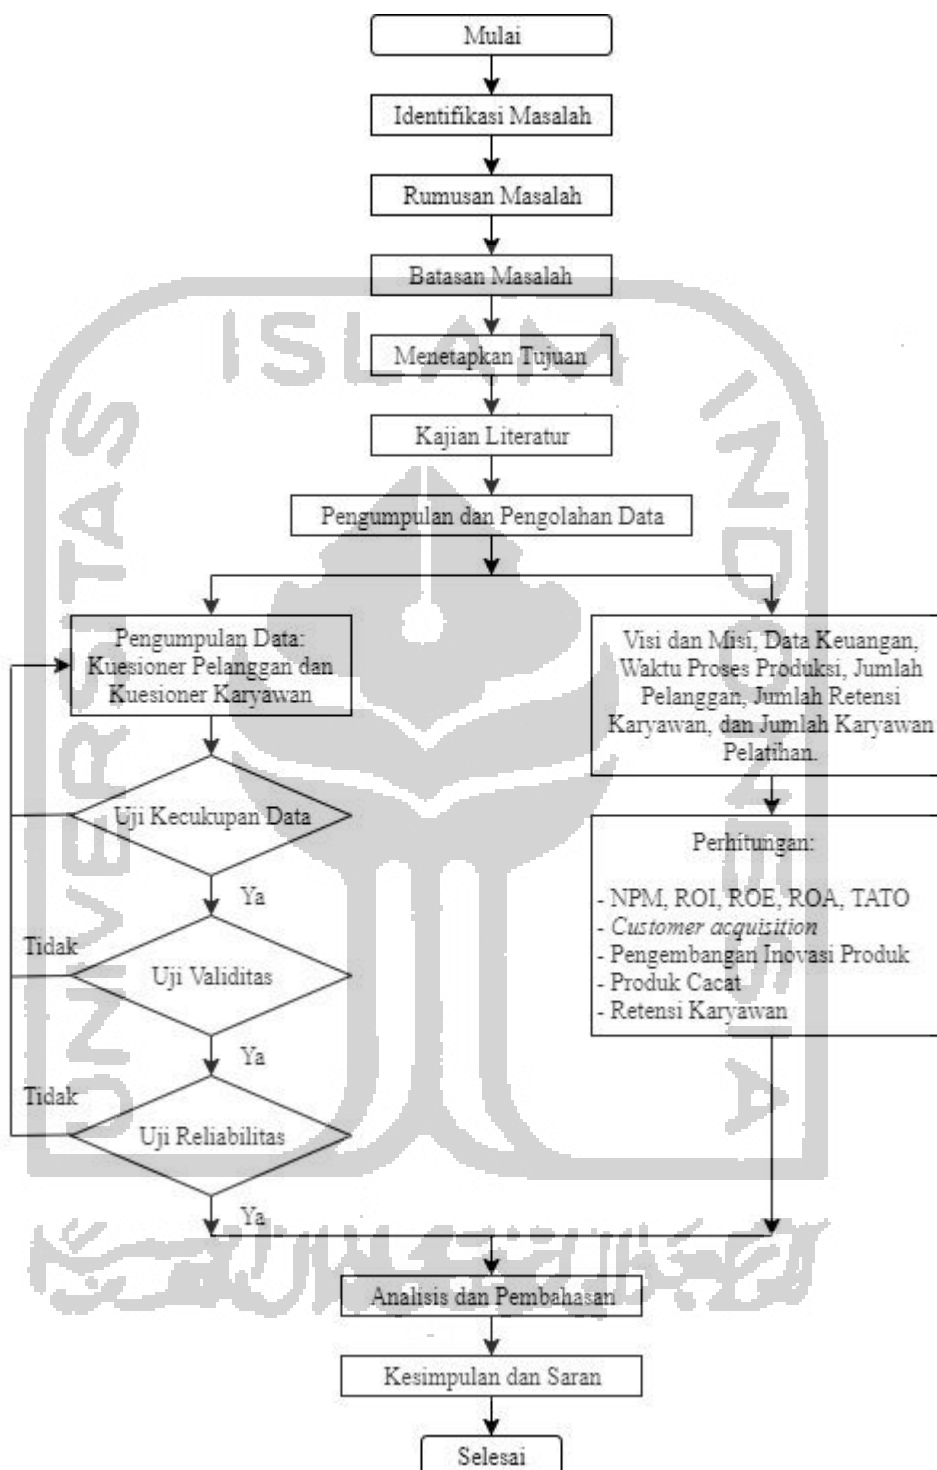 Mulai
Identifikasi Masalah
Rumusan Masalah
Batasan Masalah
Menetapkan Tujuan
Kajian Literatur
Pengumpulan dan Pengolahan Data
Pengumpulan Data:
Kuesioner Pelanggan dan
Kuesioner Karyawan
Uji Kecukupan Data
Ya
Tidak
Uji Validitas
Ya
Tidak
Uji Reliabilitas
Ya
Visi dan Misi, Data Keuangan,
Waktu Proses Produksi, Jumlah
Pelanggan, Jumlah Retensi
Karyawan, dan Jumlah Karyawan
Pelatihan.
Perhitungan:
- NPM, ROI, ROE, ROA, TATO
- Customer acquisition
- Pengembangan Inovasi Produk
- Produk Cacat
- Retensi Karyawan
Analisis dan Pembahasan
Kesimpulan dan Saran
Selesai
UNIVERSITAS
ISLAM
INDONESIA